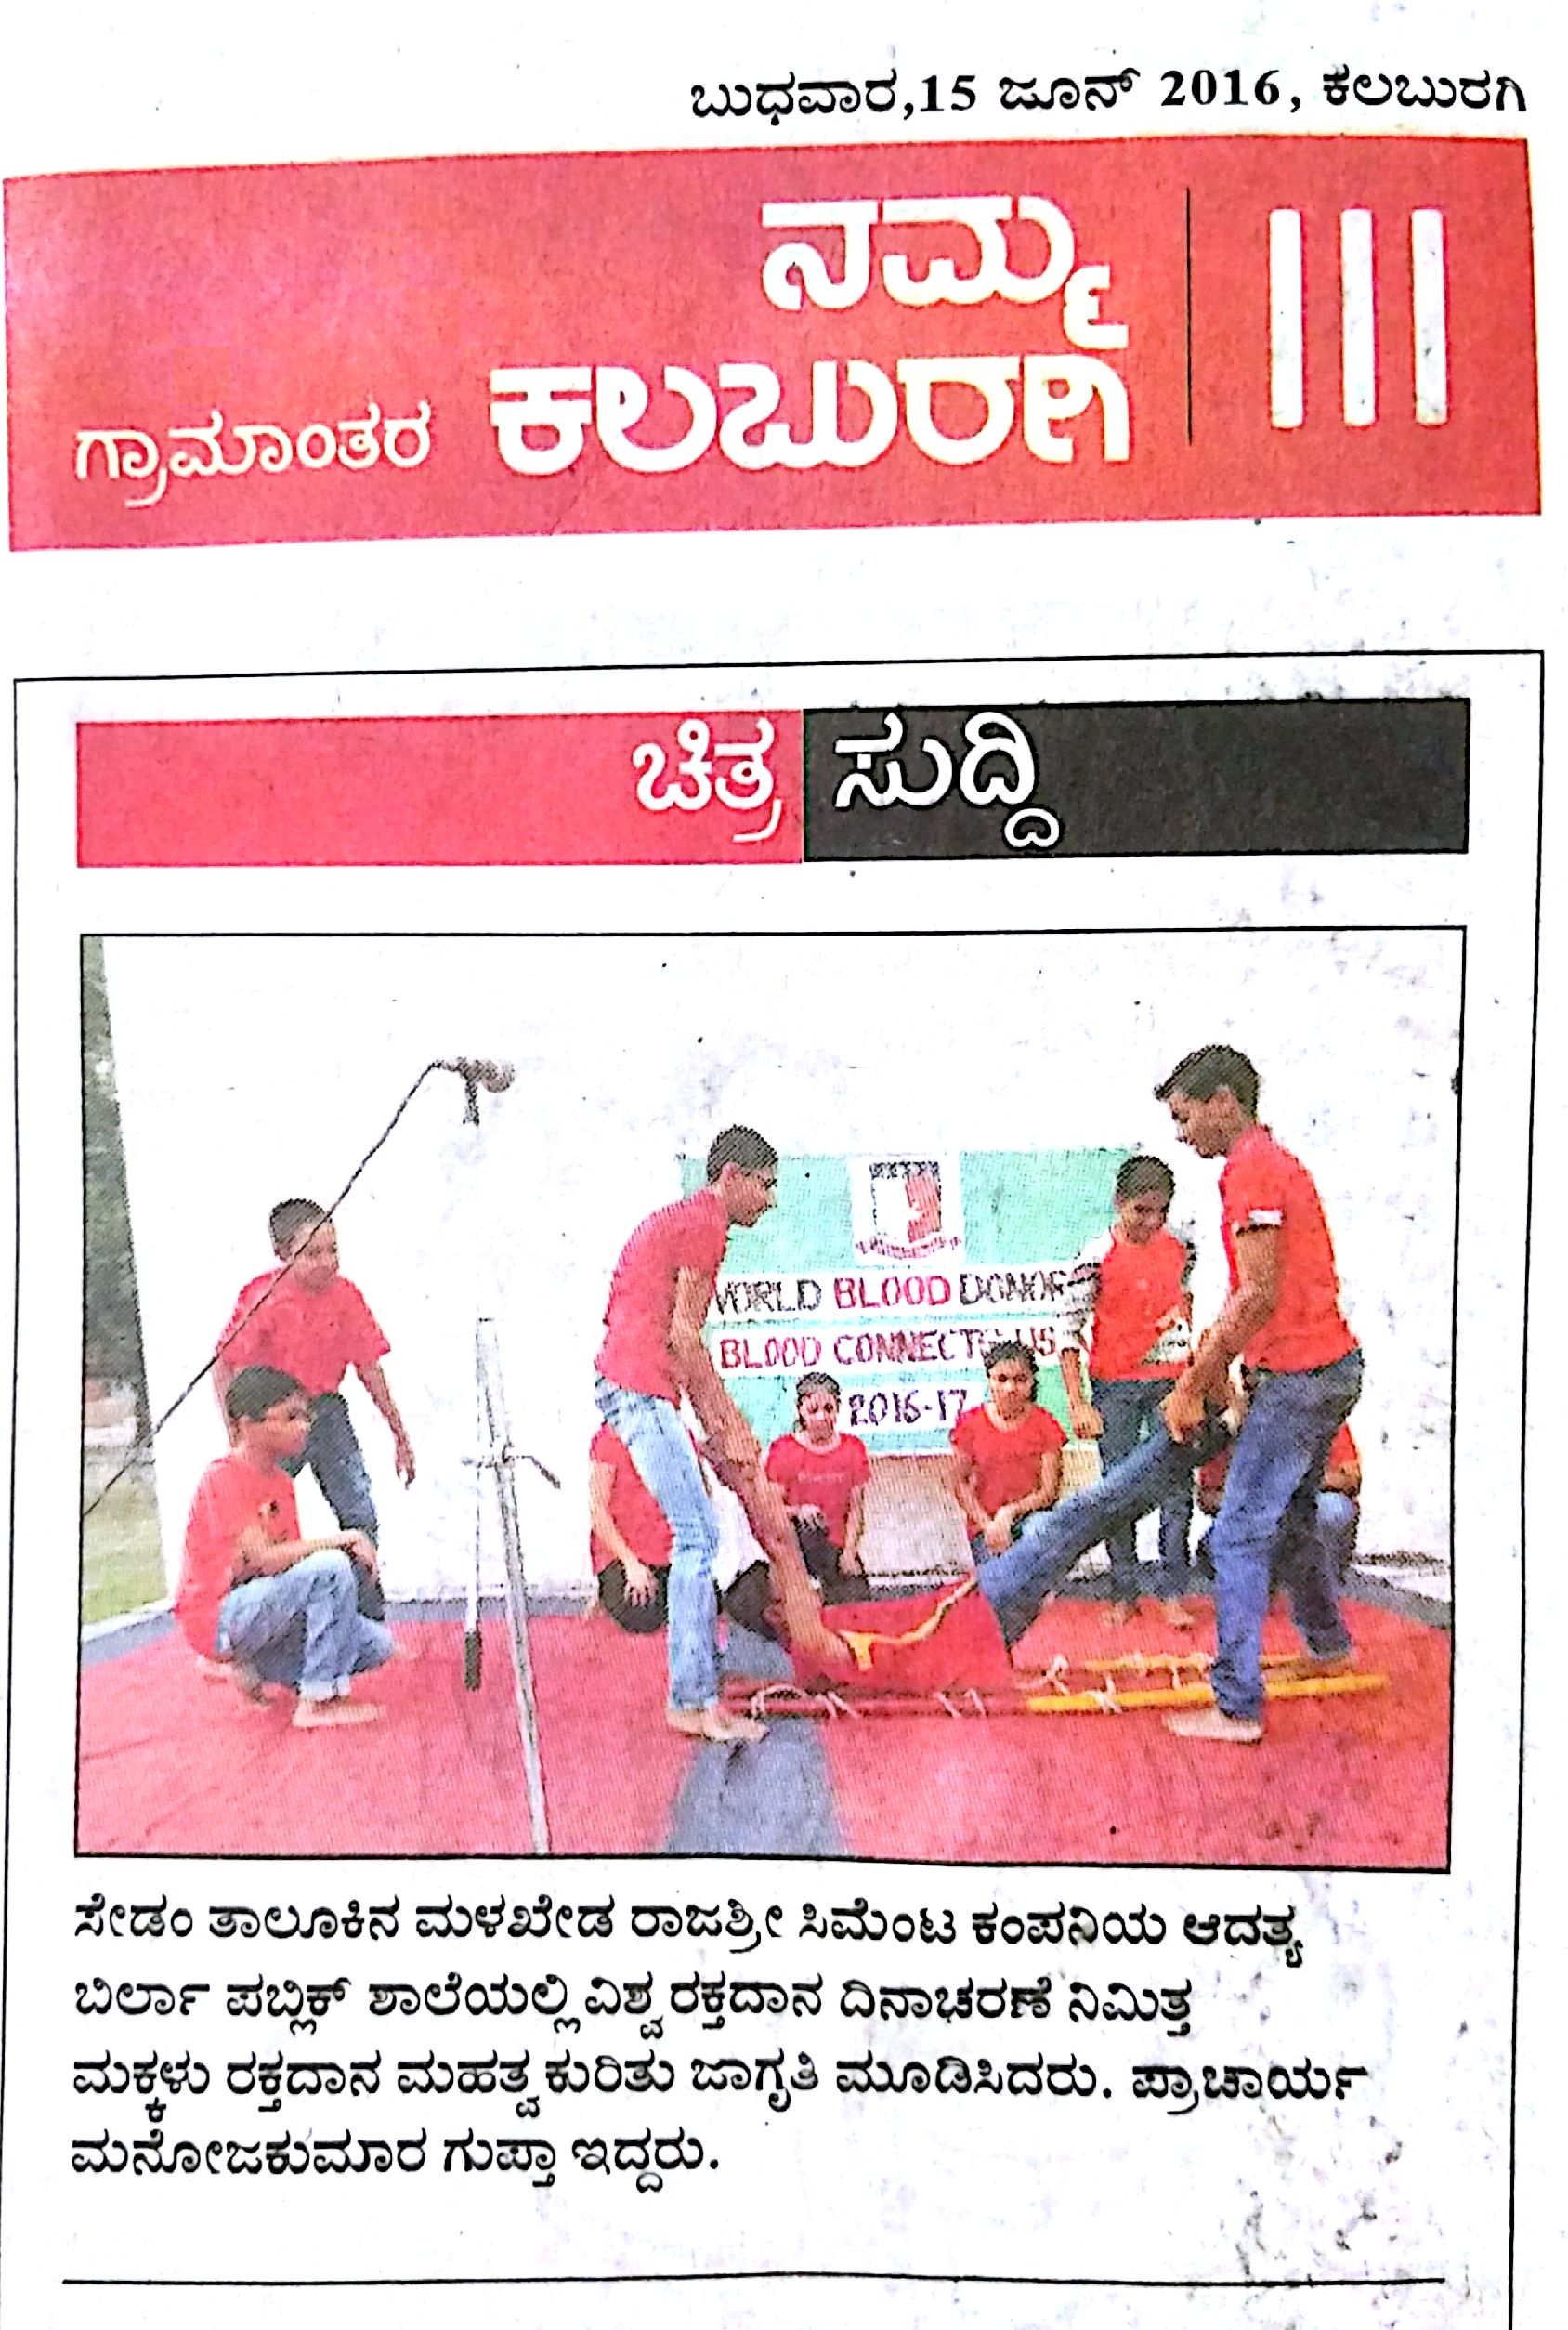 ಬುಧವಾರ,15 ಜೂನ್ 2016, ಕಲಬುರಗಿ
ನಮ್ಮ
ಗ್ರಾಮಾಂತರ ಕಲಬುರಗಿ
III
ಚಿತ್ರ ಸುದ್ದಿ
WORLD BLOOD DONOR
BLOOD CONNECTS US
2016-17
ಸೇಡಂ ತಾಲೂಕಿನ ಮಳಖೇಡ ರಾಜಶ್ರೀ ಸಿಮೆಂಟ ಕಂಪನಿಯ ಆದತ್ಯ
ಬಿರ್ಲಾ ಪಬ್ಲಿಕ್ ಶಾಲೆಯಲ್ಲಿ ವಿಶ್ವ ರಕ್ತದಾನ ದಿನಾಚರಣೆ ನಿಮಿತ್ತ
ಮಕ್ಕಳು ರಕ್ತದಾನ ಮಹತ್ವ ಕುರಿತು ಜಾಗೃತಿ ಮೂಡಿಸಿದರು. ಪ್ರಾಚಾರ್ಯ
ಮನೋಜಕುಮಾರ ಗುಪ್ತಾ ಇದ್ದರು.